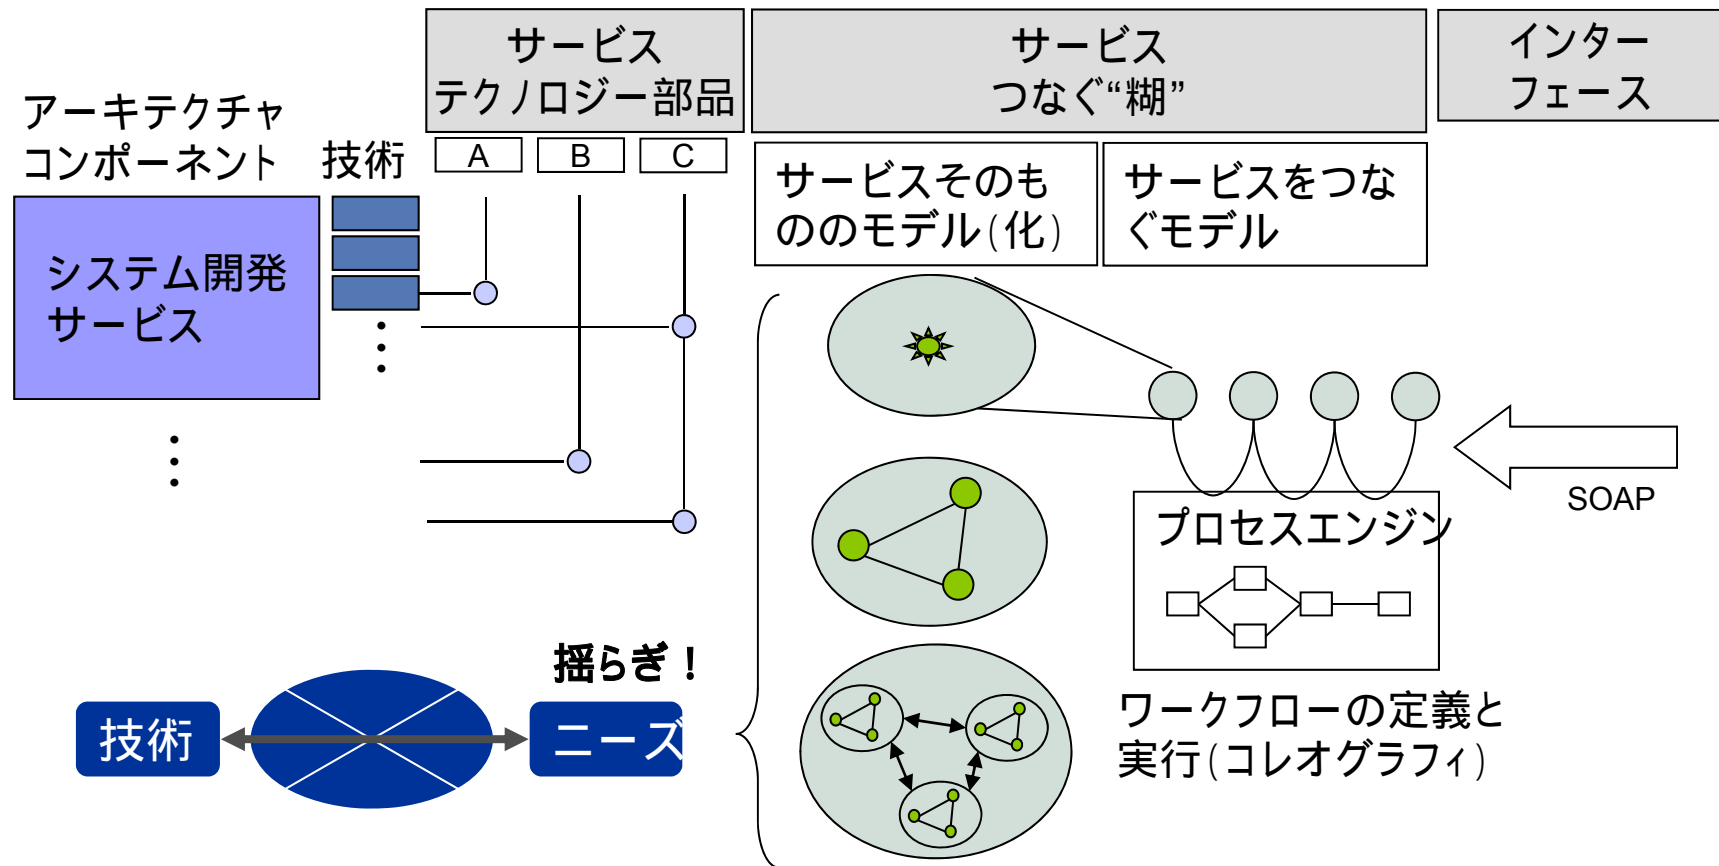 サービス
テクノロジー部品
サービス
つなぐ“糊”
インター
フェース
アーキテクチャ
コンポーネント
技術
A
B
C
サービスそのも
ののモデル(化)
サービスをつな
ぐモデル
システム開発
サービス
⋮
⋮
SOAP
プロセスエンジン
揺らぎ！
技術
ニーズ
ワークフローの定義と
実行(コレオグラフィ)